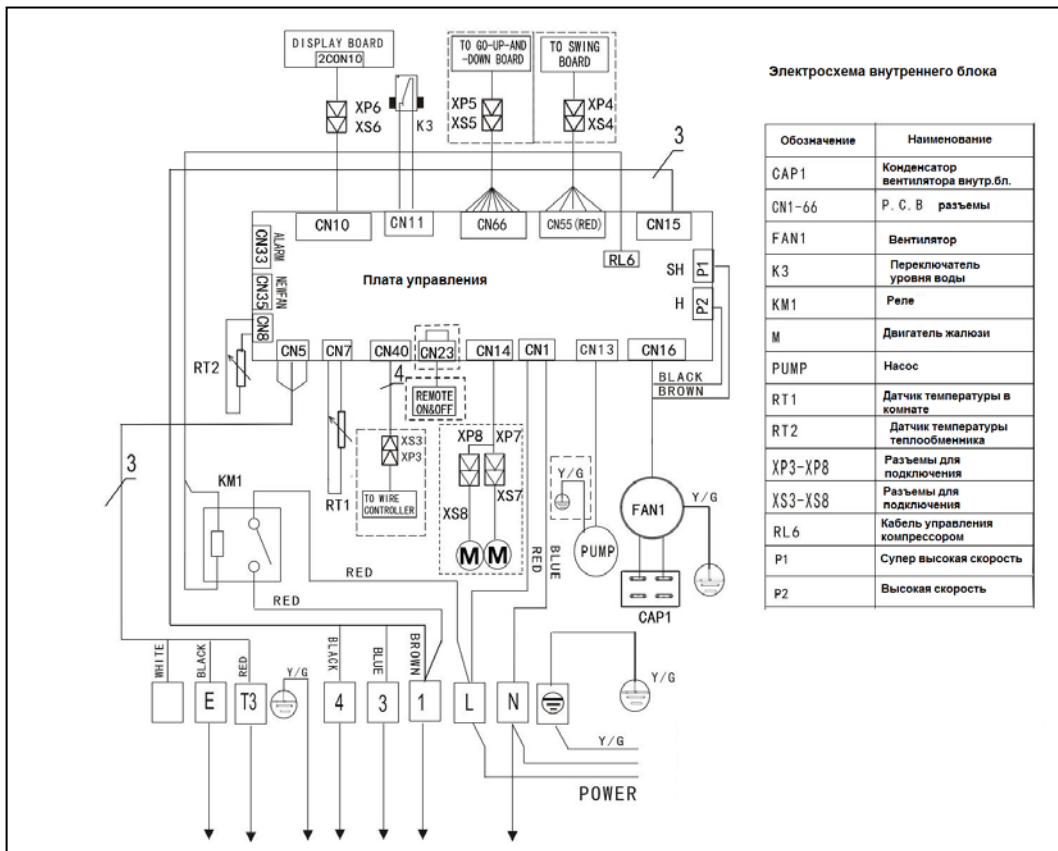 DISPLAY BOARD
2CON10
TO GO-UP-AND
-DOWN BOARD
TO SWING
BOARD
XP6
XS6
K3
XP5
XS5
XP4
XS4
3
CN10
CN11
CN66
CN55(RED)
CN15
ALARM
CN33
NEWFAN
CN35
CN8
RL6
SH
P1
H
P2
Плата управления
CN5
CN7
CN40
CN23
CN14
CN1
CN13
CN16
RT2
4
REMOTE
ON&OFF
BLACK
BROWN
3
XS3
XP3
XP8
XP7
XS7
XS8
TO WIRE
CONTROLLER
RT1
KM1
Y/G
FAN1
Y/G
M
M
PUMP
RED
BLUE
RED
RED
CAP1
WHITE
BLACK
RED
Y/G
BLACK
BLUE
BROWN
Y/G
E
T3
4
3
1
L
N
Y/G
POWER
Электросхема внутреннего блока
Обозначение Наименование
CAP1 Конденсатор
вентилятора внутр.бл.
CN1-66 P.C.B разъемы
FAN1 Вентилятор
K3 Переключатель
уровня воды
KM1 Реле
M Двигатель жалюзи
PUMP Насос
RT1 Датчик температуры в
комнате
RT2 Датчик температуры
теплообменника
XP3-XP8 Разъемы для
подключения
XS3-XS8 Разъемы для
подключения
RL6 Кабель управления
компрессором
P1 Супер высокая скорость
P2 Высокая скорость